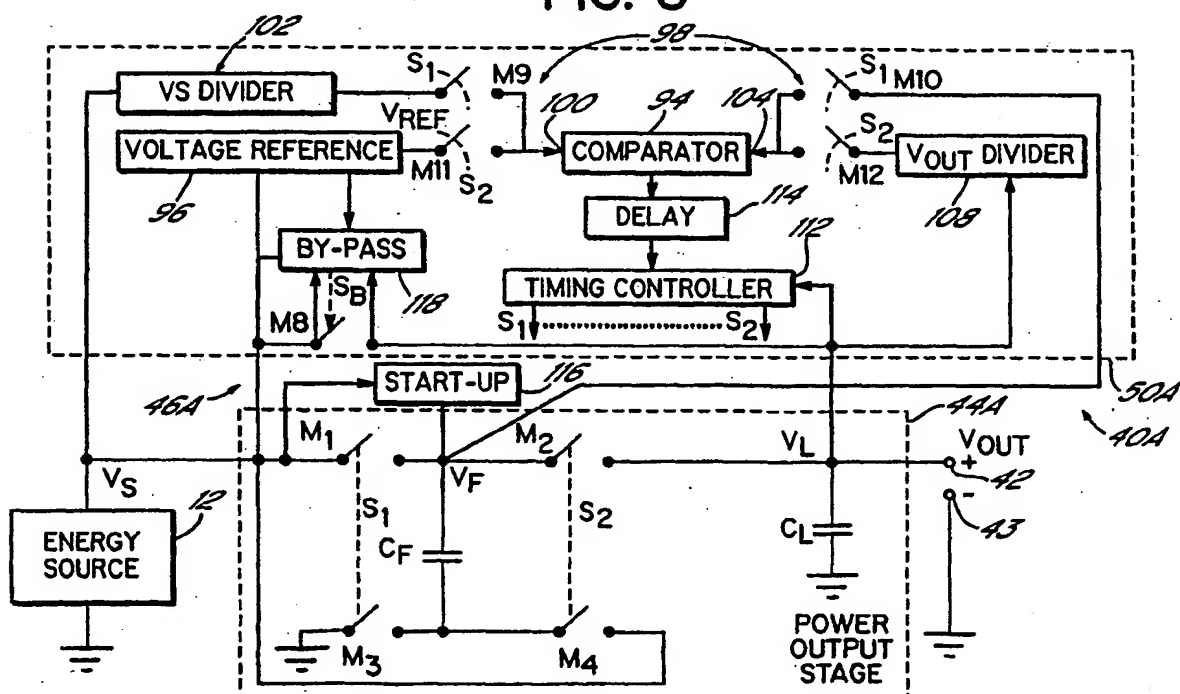 FIG. 
102
98
VS DIVIDER
S1
M9
100
94
104
S1
M10
VREF
S2
VOLTAGE REFERENCE
M11
COMPARATOR
M12
VOUT DIVIDER
S2
96
DELAY
114
108
BY-PASS
118
SB
M8
112
TIMING CONTROLLER
S1
S2
START-UP
116
46A
44A
50A
40A
M1
M2
VL
VOUT
+
42
VS
VF
-
43
12
S1
S2
ENERGY
SOURCE
CF
CL
M3
M4
POWER
OUTPUT
STAGE